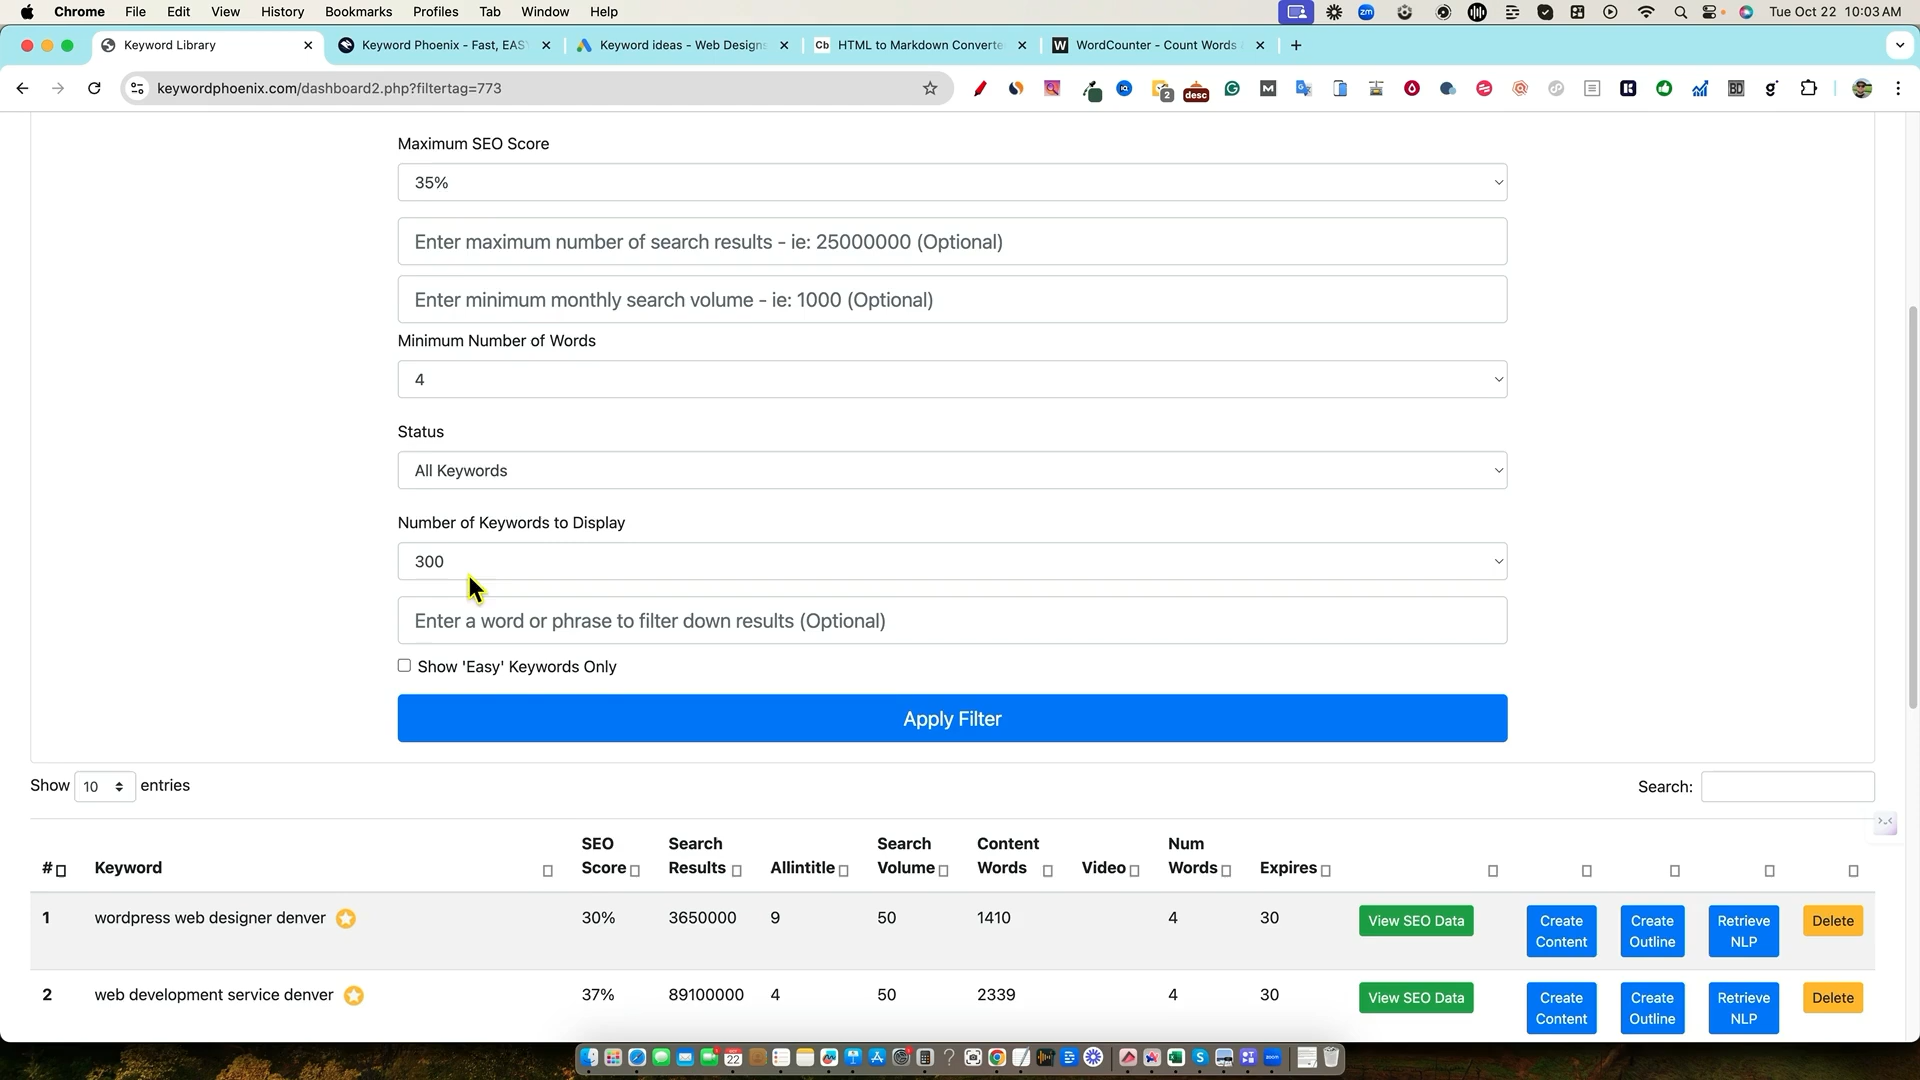 Chrome File Edit View History Bookmarks Profiles Tab Window Help
zm
Tue Oct 22 10:03 AM
Keyword Library
Keyword Phoenix - Fast, EAS
Keyword ideas - Web Design
Cb HTML to Markdown Converte
W WordCounter - Count Words
keywordphoenix.com/dashboard2.php?filtertag=773
2
desc
BD
Maximum SEO Score
35%
Enter maximum number of search results - ie: 25000000 (Optional)
Enter minimum monthly search volume - ie: 1000 (Optional)
Minimum Number of Words
4
Status
All Keywords
Number of Keywords to Display
300
Enter a word or phrase to filter down results (Optional)
Show 'Easy' Keywords Only
Apply Filter
Show 10 entries
Search:
# Keyword SEO Score Search Results Allintitle Search Volume Content Words Video Num Words Expires
1 wordpress web designer denver 30% 3650000 9 50 1410 4 30 View SEO Data Create Content Create Outline Retrieve NLP Delete
2 web development service denver 37% 89100000 4 50 2339 4 30 View SEO Data Create Content Create Outline Retrieve NLP Delete
22
zoom